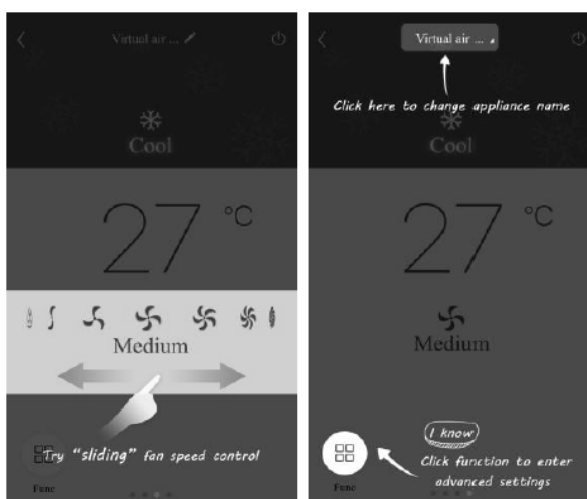 Virtual air ...
Cool
27 °C
Medium
Try "sliding" fan speed control
Func
Virtual air ...
Click here to change appliance name
Cool
27 °C
Medium
I know
Click function to enter
advanced settings
Func